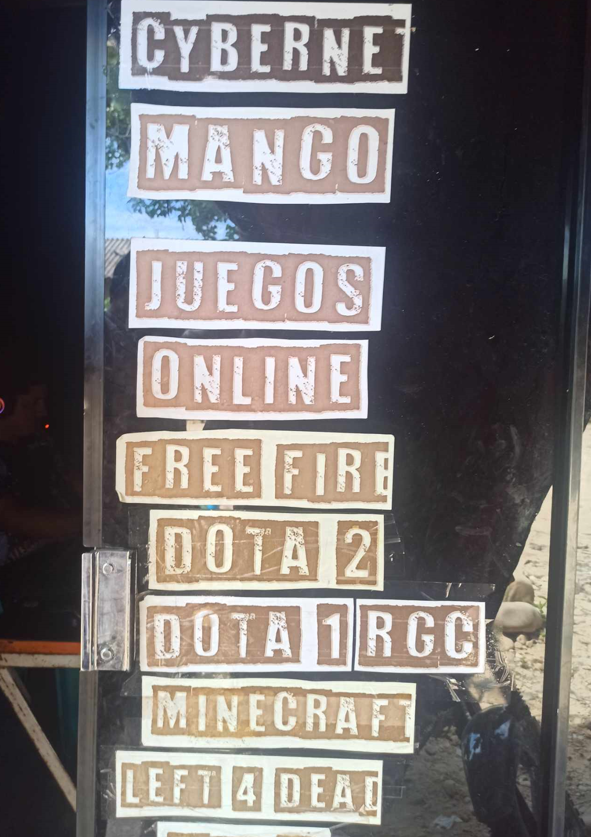 CYBERNET
MANGO
JUEGOS
ONLINE
FREE FIRE
DOTA 2
DOTA 1 RGC
MINECRAFT
LEFT 4 DEAD